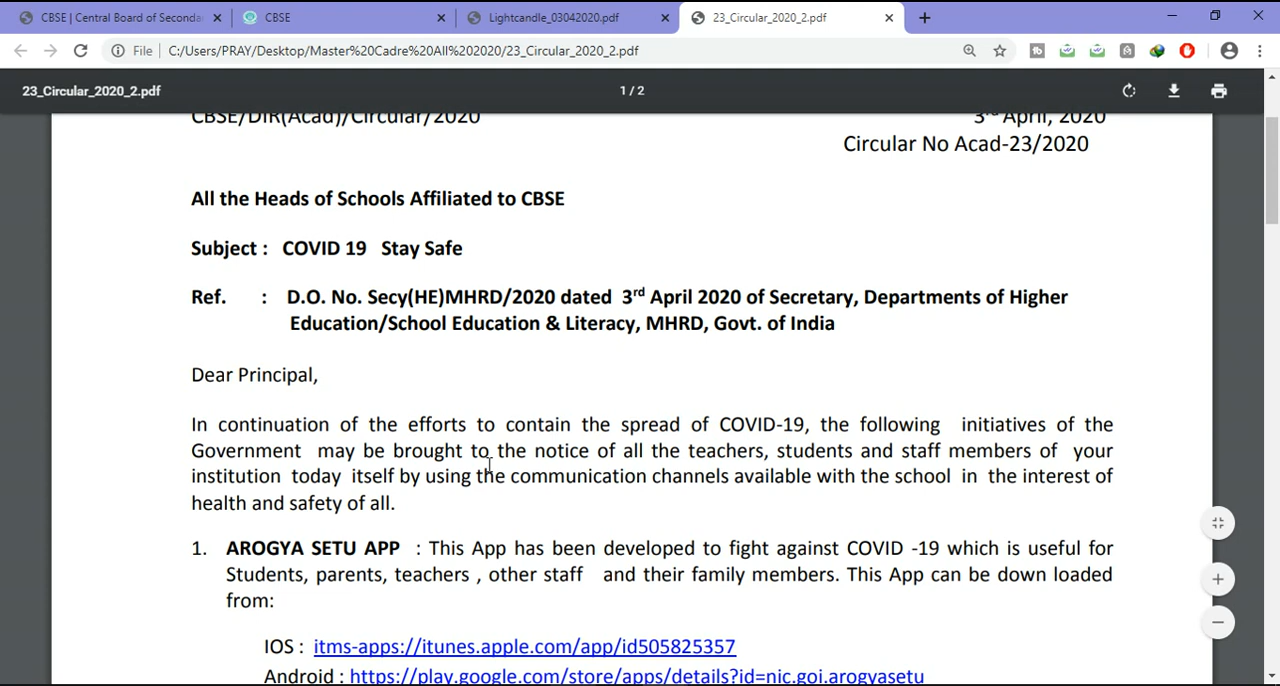 CBSE | Central Board of Seconda
CBSE
Lightcandle_03042020.pdf
23_Circular_2020_2.pdf
File C:/Users/PRAY/Desktop/Master%20Cadre%20All%202020/23_Circular_2020_2.pdf
23_Circular_2020_2.pdf
1 / 2
CBSE/DIR(Acad)/Circular/2020
3rd April, 2020
Circular No Acad-23/2020
All the Heads of Schools Affiliated to CBSE
Subject : COVID 19 Stay Safe
Ref. : D.O. No. Secy(HE)MHRD/2020 dated 3rd April 2020 of Secretary, Departments of Higher
Education/School Education & Literacy, MHRD, Govt. of India
Dear Principal,
In continuation of the efforts to contain the spread of COVID-19, the following initiatives of the
Government may be brought to the notice of all the teachers, students and staff members of your
institution today itself by using the communication channels available with the school in the interest of
health and safety of all.
1. AROGYA SETU APP : This App has been developed to fight against COVID -19 which is useful for
Students, parents, teachers , other staff and their family members. This App can be down loaded
from:
IOS : itms-apps://itunes.apple.com/app/id505825357
Android : https://play.google.com/store/apps/details?id=nic.goi.arogyasetu